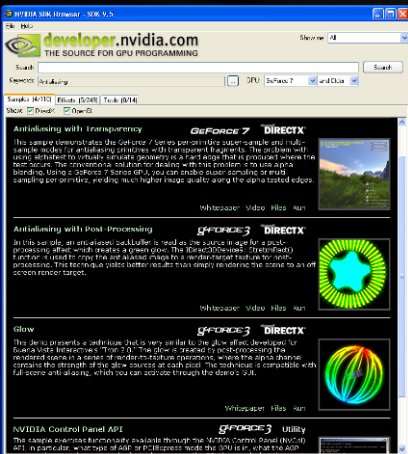 NVIDIA SDK Browser - SDK 9.5
File Help
developer.nvidia.com
THE SOURCE FOR GPU PROGRAMMING
Show me All
Search Search
Keywords Antialiasing ... GPU: GeForce 7 and Older
Samples (4/110) Effects (5/249) Tools (0/14)
Show: DirectX OpenGL
Antialiasing with Transparency GEFORCE 7 DIRECTX
This sample demonstrates the GeForce 7 Series per-primitive super-sample and multi-
sample modes for antialiasing primitives with transparent fragments. The problem with
using alphatest to virtually simulate geometry is a hard edge that is produced where the
test occurs. The conventional solution for dealing with this problem is to use alpha
blending. Using a GeForce 7 Series GPU, you can enable super-sampling or multi-
sampling per-primitive, yielding much higher image quality along the alpha tested edges.
Whitepaper Video Files Run
Antialiasing with Post-Processing GEFORCE 3 DIRECTX
In this sample, an antialiased backbuffer is read as the source image for a post-
processing effect which creates a green glow. The IDirect3DDevice9::StretchRect()
function is used to copy the antialiased image to a render-target texture for post-
processing. This technique yields better results than simply rendering the scene to an off
screen render target.
Whitepaper Video Files Run
Glow GEFORCE 3 DIRECTX
This demo presents a technique that is very similar to the glow effect developed for
Buena Vista Interactive's "Tron 2.0." The glow is created by post-processing the
rendered scene in a series of render-to-texture operations, where the alpha channel
contains the strength of the glow sources at each pixel. The technique is compatible with
full-scene anti-aliasing, which you can activate through the demo's GUI.
Whitepaper Files Run
NVIDIA Control Panel API GEFORCE 3 Utility
The sample exercises functionality available through the NVIDIA Control Panel (NvCpl)
API, in particular, what type of AGP or PCIExpress mode the GPU is in, what the AGP